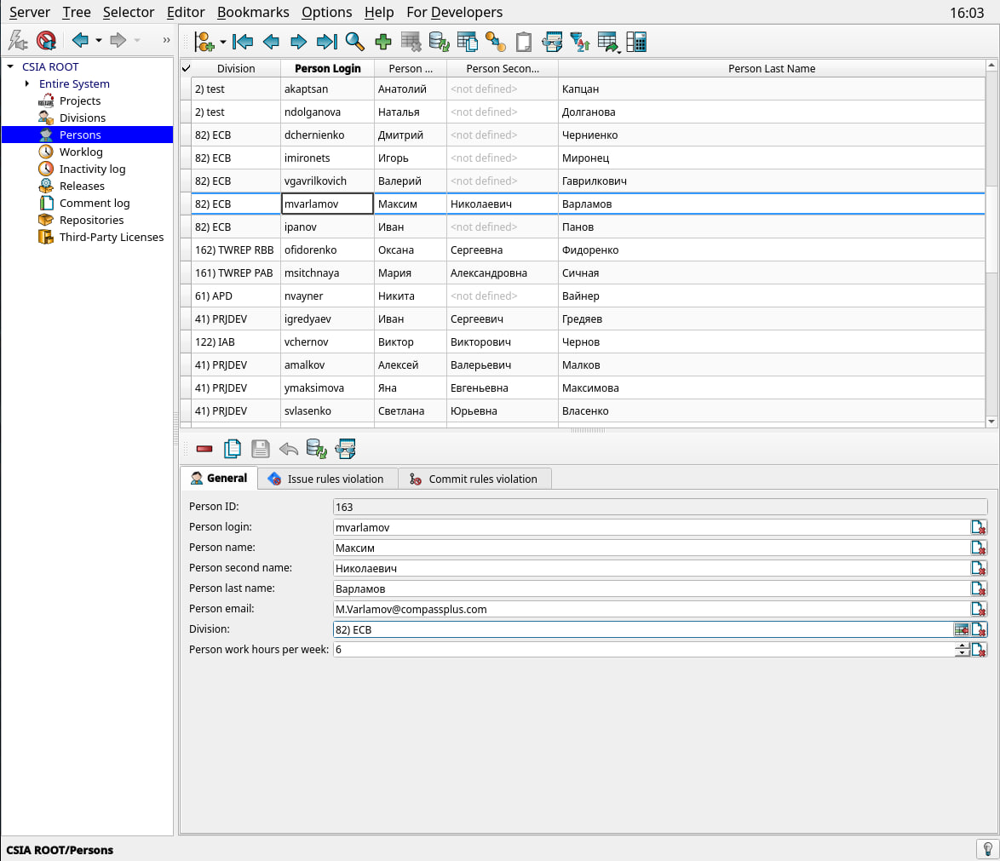 Server Tree Selector Editor Bookmarks Options Help For Developers 16:03
CSIA ROOT
Entire System
Projects
Divisions
Persons
Worklog
Inactivity log
Releases
Comment log
Repositories
Third-Party Licenses
Division Person Login Person ... Person Secon... Person Last Name
2) test akaptsan Анатолий <not defined> Капцан
2) test ndolganova Наталья <not defined> Долганова
82) ECB dchernienko Дмитрий <not defined> Черниенко
82) ECB imironets Игорь <not defined> Миронец
82) ECB vgavrilkovich Валерий <not defined> Гаврилкович
82) ECB mvarlamov Максим Николаевич Варламов
82) ECB ipanov Иван <not defined> Панов
162) TWREP RBB ofidorenko Оксана Сергеевна Фидоренко
161) TWREP PAB msitchnaya Мария Александровна Сичная
61) APD nvayner Никита <not defined> Вайнер
41) PRJDEV igredyaev Иван Сергеевич Гредяев
122) IAB vchernov Виктор Викторович Чернов
41) PRJDEV amalkov Алексей Валерьевич Малков
41) PRJDEV ymaksimova Яна Евгеньевна Максимова
41) PRJDEV svlasenko Светлана Юрьевна Власенко
General Issue rules violation Commit rules violation
Person ID: 163
Person login: mvarlamov
Person name: Максим
Person second name: Николаевич
Person last name: Варламов
Person email: M.Varlamov@compassplus.com
Division: 82) ECB
Person work hours per week: 6
CSIA ROOT/Persons